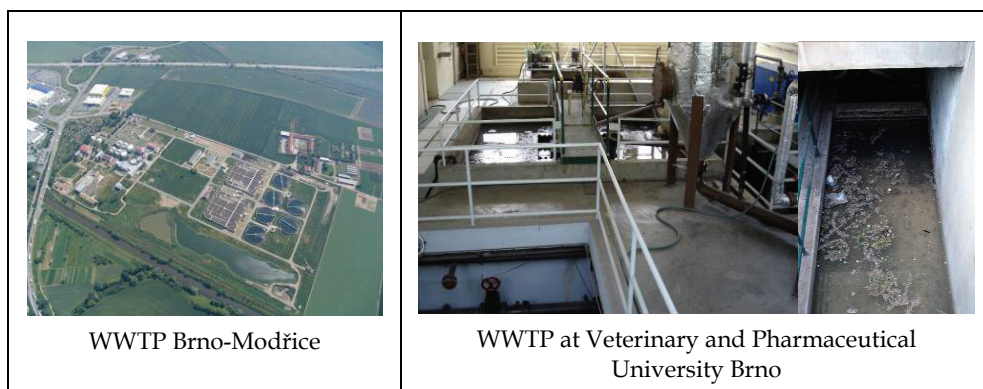 WWTP Brno-Modřice
WWTP at Veterinary and Pharmaceutical
University Brno